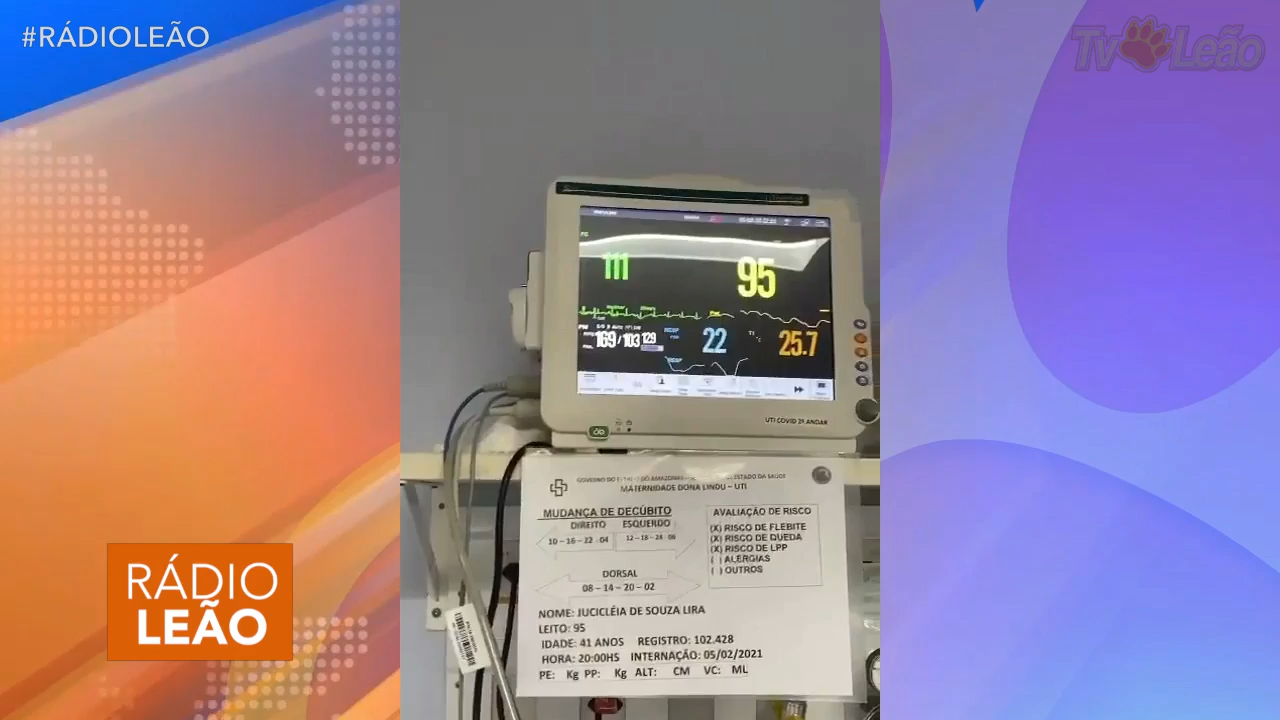 #RÁDIOLEÃO
Tv Leão
111
95
169/103
129
22
25.7
UTI COVID 2º ANDAR
MATERNIDADE DONA LINDU – UTI
MUDANÇA DE DECÚBITO
DIREITO ESQUERDO
10 – 16 – 22 - 04
12 – 18 – 24 - 06
DORSAL
08 – 14 – 20 – 02
AVALIAÇÃO DE RISCO
(X) RISCO DE FLEBITE
(X) RISCO DE QUEDA
(X) RISCO DE LPP
( ) ALERGIAS
( ) OUTROS
NOME: JUCICLÉIA DE SOUZA LIRA
LEITO: 95
IDADE: 41 ANOS REGISTRO: 102.428
HORA: 20:00HS INTERNAÇÃO: 05/02/2021
PE: Kg PP: Kg ALT: CM VC: ML
RÁDIO
LEÃO